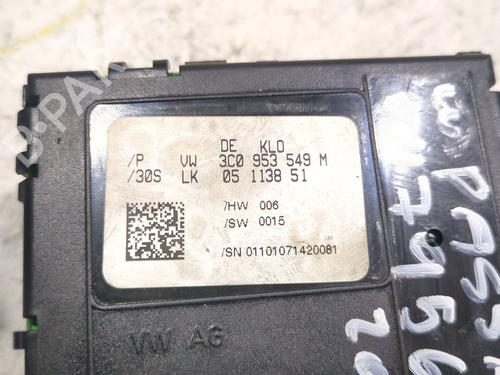 DE KLO
/P VW 3C0 953 549 M
/30S LK 05 1138 51
/HW 006
/SW 0015
/SN 01101071420081
VW AG